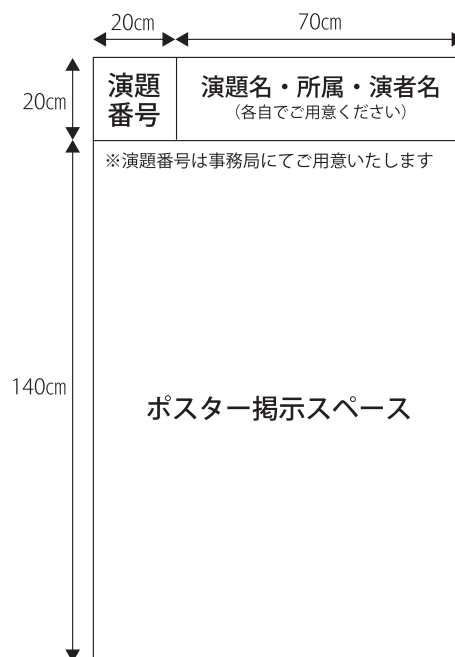 20cm
70cm
20cm
演題
番号
演題名・所属・演者名
(各自でご用意ください)
※演題番号は事務局にてご用意いたします
140cm
ポスター掲示スペース